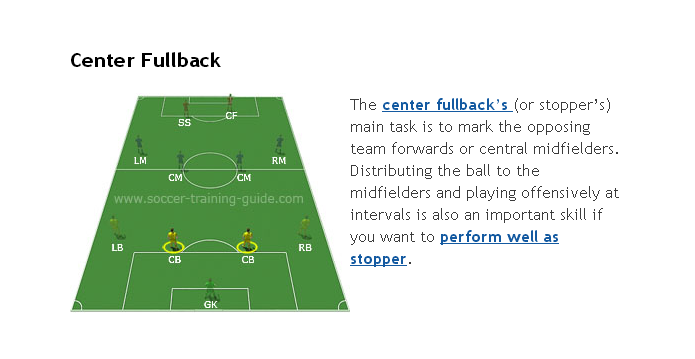 Center Fullback
SS CF
LM RM
CM CM
www.soccer-training-guide.com
LB RB
CB CB
GK
The center fullback's (or stopper's)
main task is to mark the opposing
team forwards or central midfielders.
Distributing the ball to the
midfielders and playing offensively at
intervals is also an important skill if
you want to perform well as
stopper.